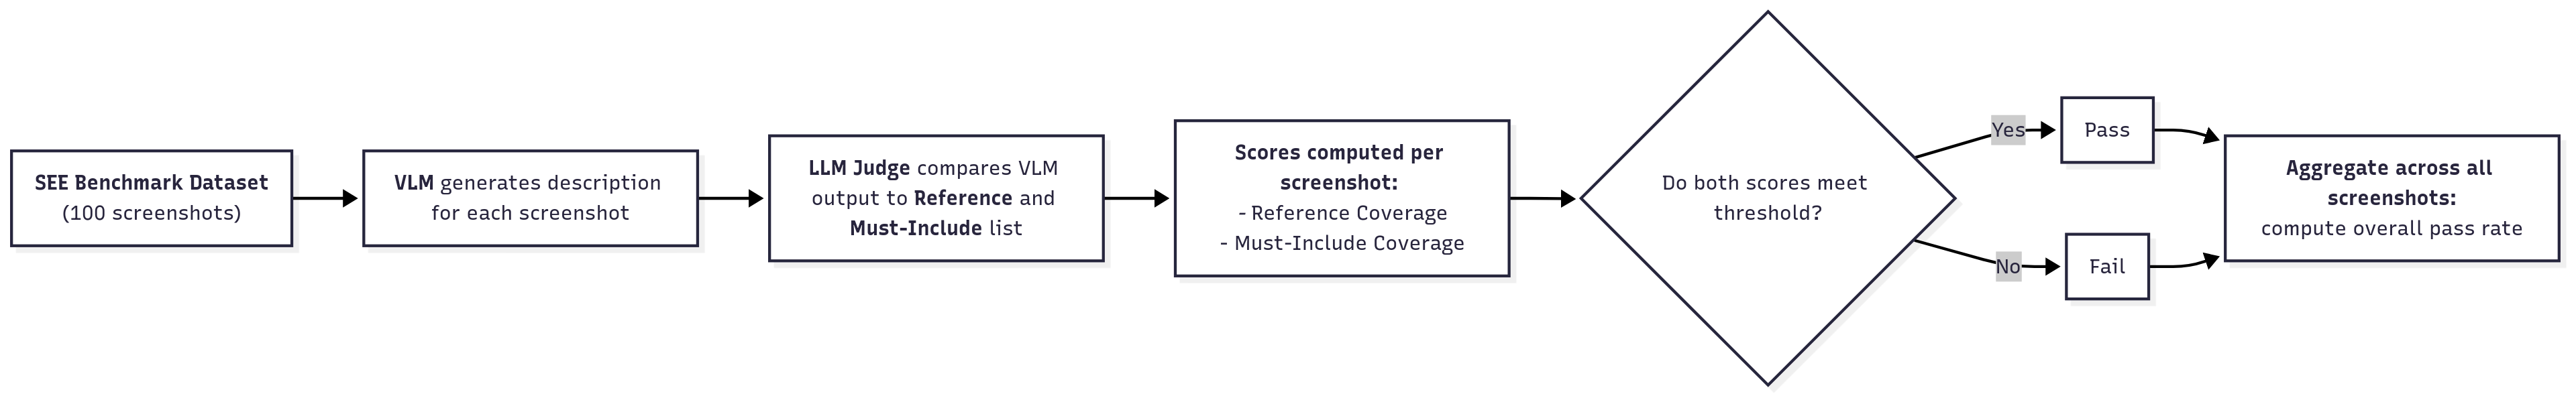 SEE Benchmark Dataset
(100 screenshots)
VLM generates description
for each screenshot
LLM Judge compares VLM
output to Reference and
Must-Include list
Scores computed per
screenshot:
- Reference Coverage
- Must-Include Coverage
Do both scores meet
threshold?
Yes
Pass
No
Fail
Aggregate across all
screenshots:
compute overall pass rate